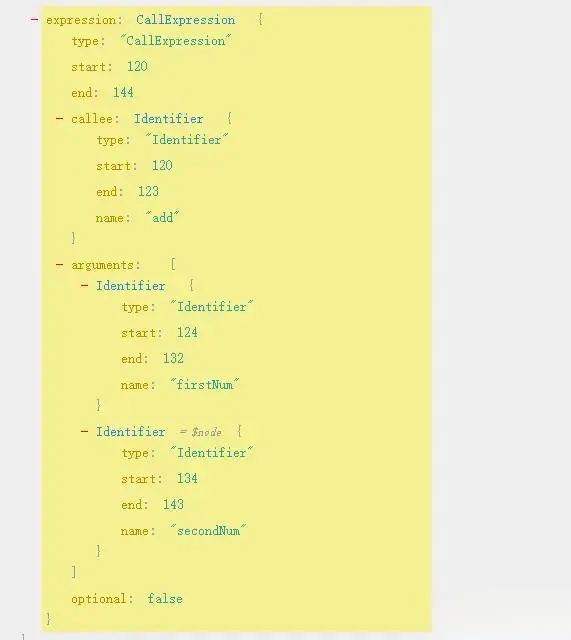 − expression: CallExpression {
type: "CallExpression"
start: 120
end: 144
− callee: Identifier {
type: "Identifier"
start: 120
end: 123
name: "add"
}
− arguments: [
− Identifier {
type: "Identifier"
start: 124
end: 132
name: "firstNum"
}
− Identifier = $node {
type: "Identifier"
start: 134
end: 143
name: "secondNum"
}
]
optional: false
}